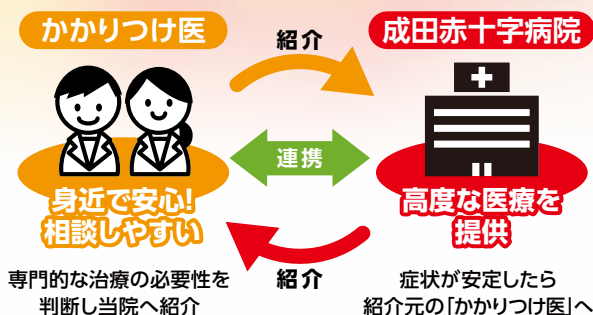 かかりつけ医
紹介
成田赤十字病院
連携
身近で安心!
相談しやすい
高度な医療を
提供
専門的な治療の必要性を
判断し当院へ紹介
紹介
症状が安定したら
紹介元の「かかりつけ医」へ